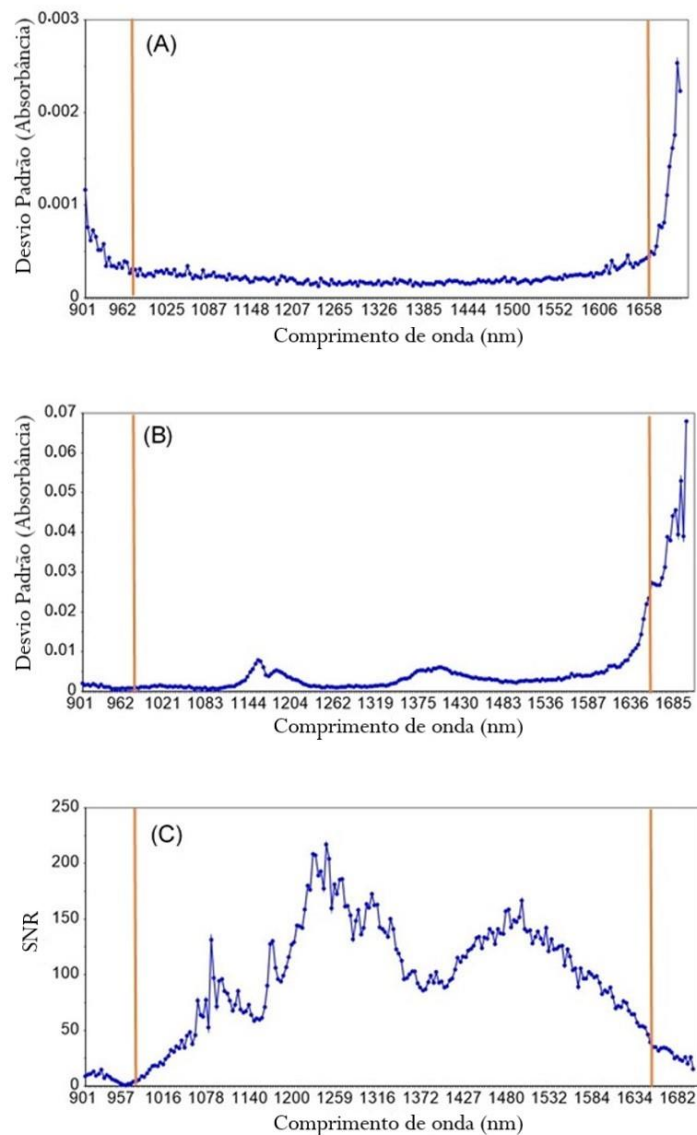 (A)
Desvio Padrão (Absorbância)
0.003
0.002
0.001
0
901 962 1025 1087 1148 1207 1265 1326 1385 1444 1500 1552 1606 1658
Comprimento de onda (nm)
(B)
Desvio Padrão (Absorbância)
0.07
0.06
0.05
0.04
0.03
0.02
0.01
0
901 962 1021 1083 1144 1204 1262 1319 1375 1430 1483 1536 1587 1636 1685
Comprimento de onda (nm)
(C)
SNR
250
200
150
100
50
0
901 957 1016 1078 1138 1200 1259 1316 1372 1427 1480 1532 1584 1634 1682
Comprimento de onda (nm)